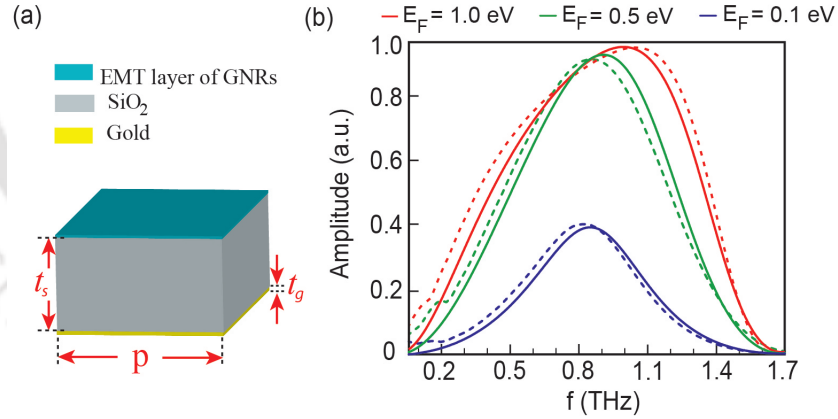 (a)
EMT layer of GNRs
SiO₂
Gold
tₛ
t_g
p
(b)
E_F = 1.0 eV
E_F = 0.5 eV
E_F = 0.1 eV
Amplitude (a.u.)
1.0
0.8
0.6
0.4
0.2
0
0.2 0.5 0.8 1.1 1.4 1.7
f (THz)